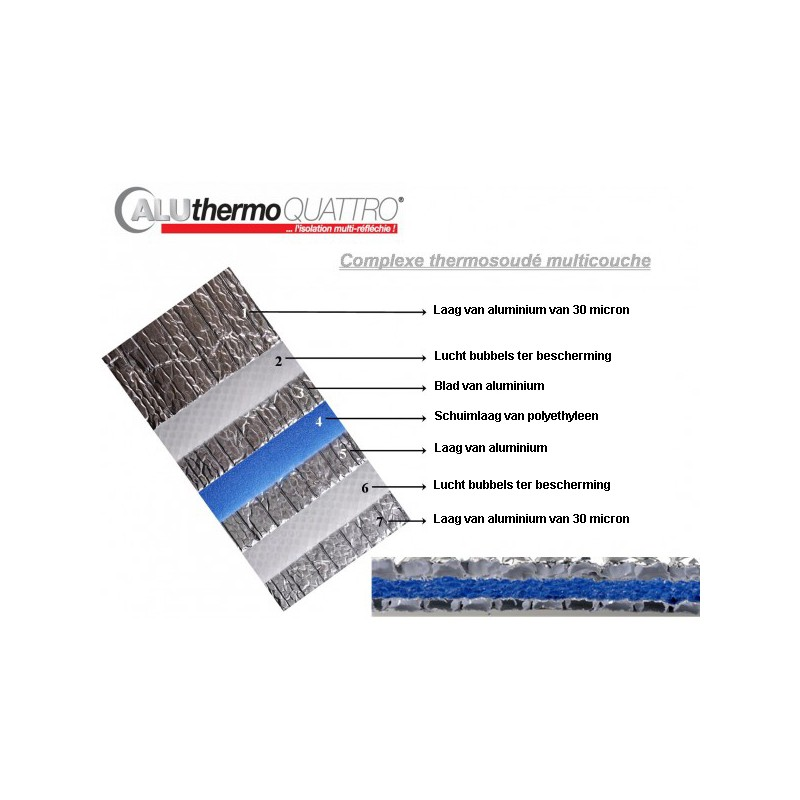 ALUthermo QUATTRO®
... l'isolation multi-réfléchie !
Complexe thermosoudé multicouche
1 Laag van aluminium van 30 micron
2 Lucht bubbels ter bescherming
3 Blad van aluminium
4 Schuimlaag van polyethyleen
5 Laag van aluminium
6 Lucht bubbels ter bescherming
7 Laag van aluminium van 30 micron